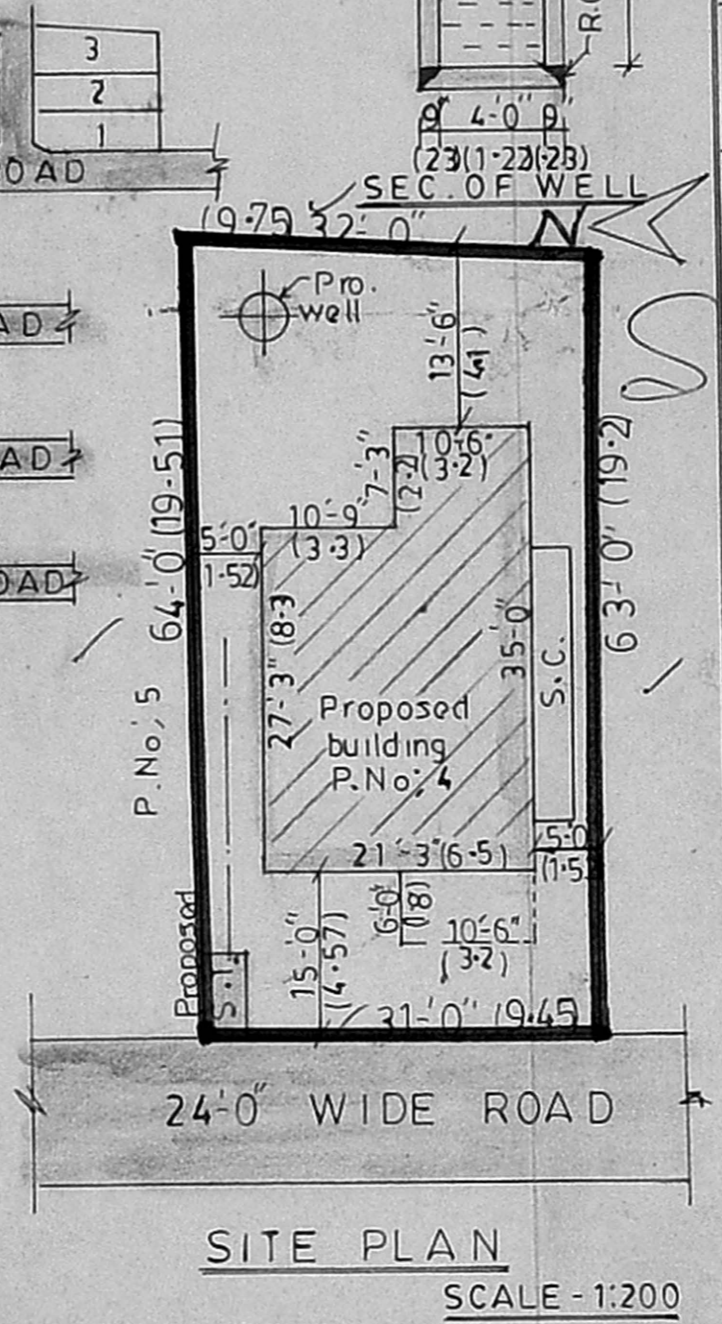 3
2
1
OAD
9" 4'-0" 9"
(23)(1·22)(·23)
SEC. OF WELL
(9.75) 32'-0"
N
Pro.
well
AD
13'-6"
(4.1)
AD
OAD
10'-6"
(3.2)
7'-3"
(2.2)
10'-9"
(3.3)
5'-0"
1.52)
64'-0" (19-51)
63'-0" (19.2
27'-3" (8.3
35'-0"
S.C.
Proposed
building
P.No; 4
P.No; 5
21'-3"(6.5)
5'-0
(1.5
6'-0"
(1.8)
10'-6"
(3.2)
15'-0"
(4.57)
Proposed
S.T.
31'-0" (9.45
24'-0" WIDE ROAD
SITE PLAN
SCALE - 1:200